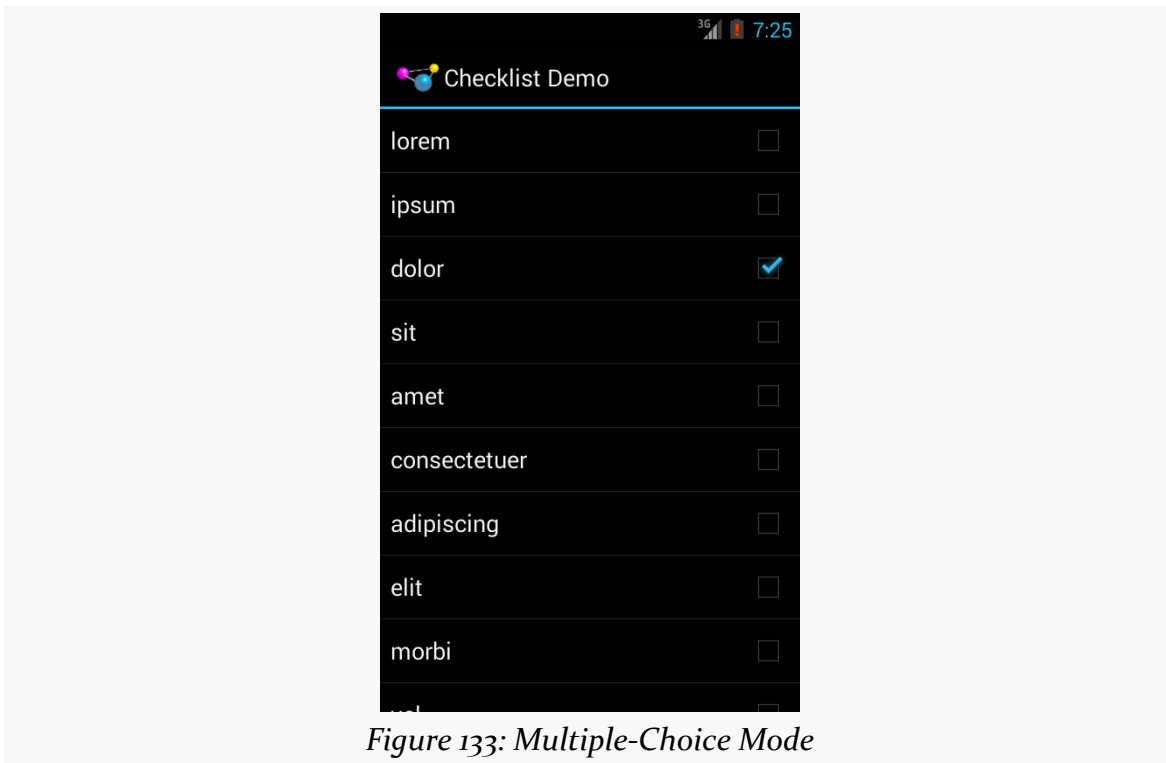 3G 7:25
Checklist Demo
lorem
ipsum
dolor
sit
amet
consectetuer
adipiscing
elit
morbi
Figure 133: Multiple-Choice Mode